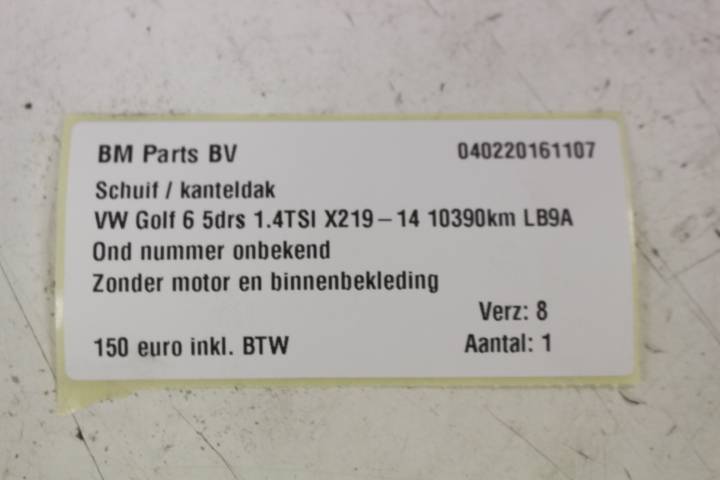 BM Parts BV 040220161107
Schuif / kanteldak
VW Golf 6 5drs 1.4TSI X219-14 10390km LB9A
Ond nummer onbekend
Zonder motor en binnenbekleding
Verz: 8
150 euro inkl. BTW Aantal: 1